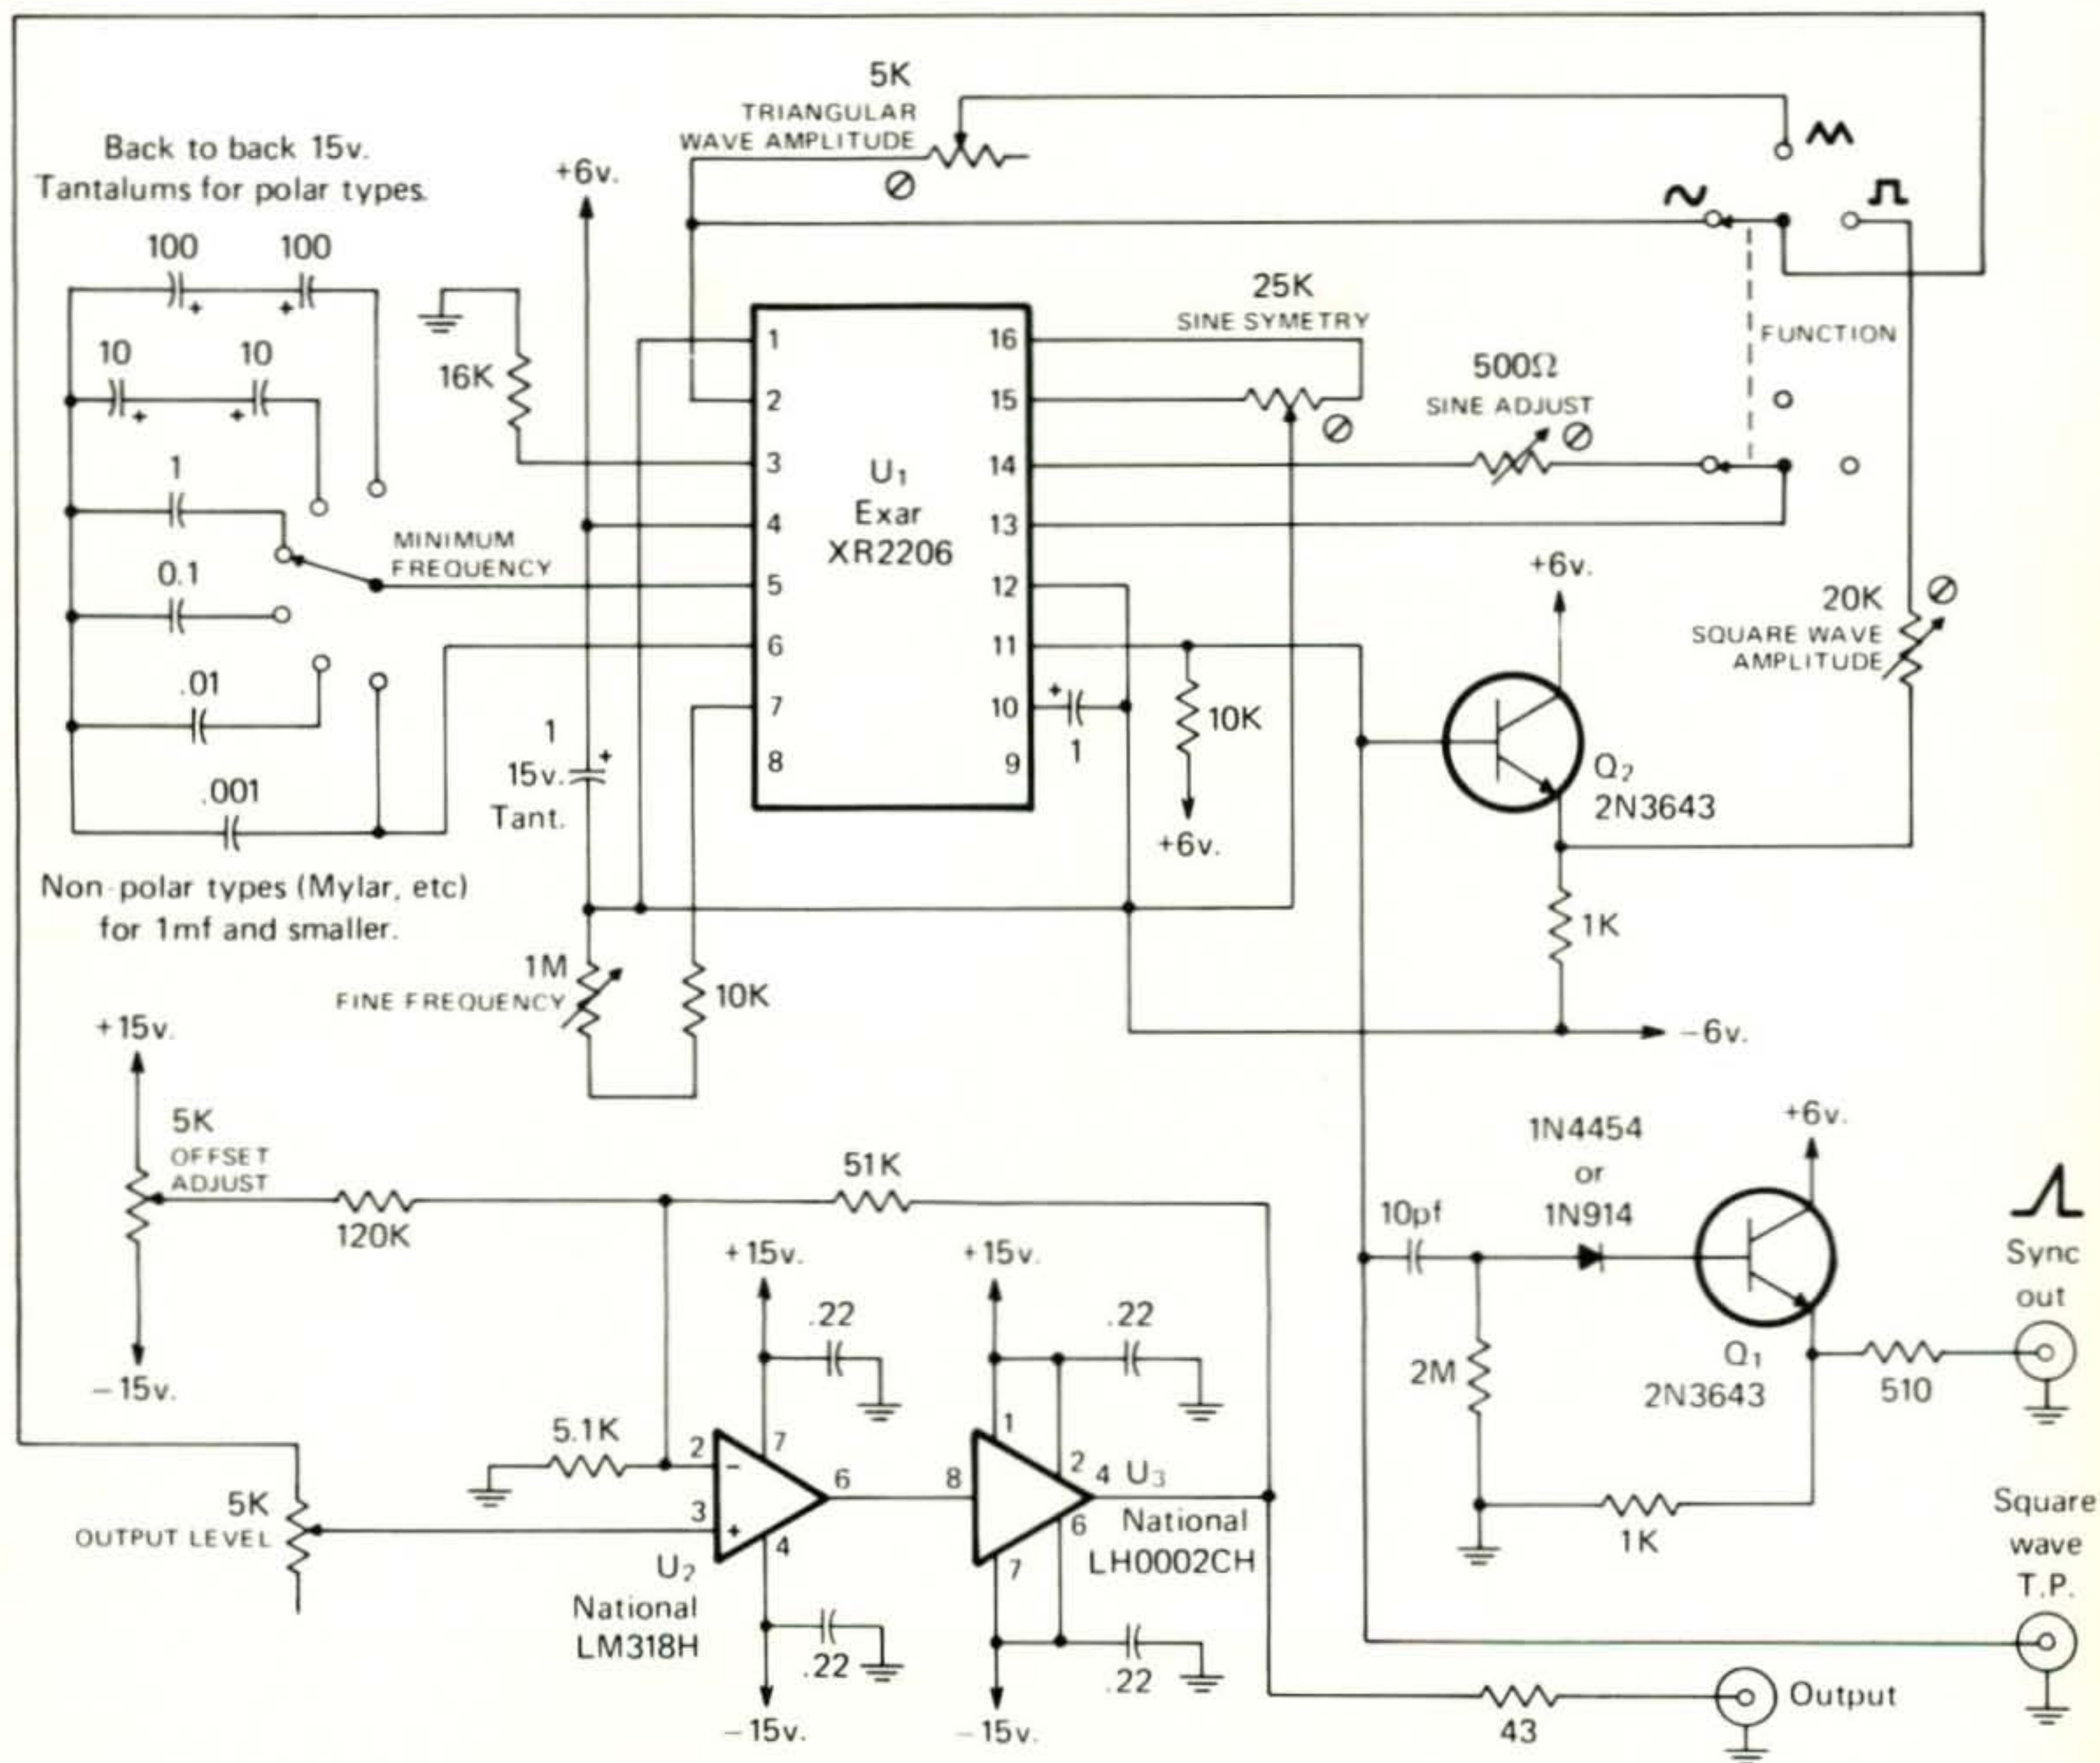 5K
TRIANGULAR
WAVE AMPLITUDE
Back to back 15v.
Tantalums for polar types.
+6v.
100 100
10 10
1
0.1
.01
.001
MINIMUM
FREQUENCY
16K
Non-polar types (Mylar, etc)
for 1mf and smaller.
1
15v.
Tant.
1
2
3
4
5
6
7
8
U1
Exar
XR2206
16
15
14
13
12
11
10
9
25K
SINE SYMETRY
500Ω
SINE ADJUST
FUNCTION
+6v.
20K
SQUARE WAVE
AMPLITUDE
+
1
10K
+6v.
Q2
2N3643
1K
-6v.
1M
FINE FREQUENCY
10K
+15v.
5K
OFFSET
ADJUST
-15v.
120K
51K
+15v.
.22
+15v.
.22
5.1K
2
3
7
4
6
-
+
U2
National
LM318H
.22
-15v.
8
1
2
4
6
7
U3
National
LH0002CH
.22
-15v.
5K
OUTPUT LEVEL
1N4454
or
1N914
+6v.
10pf
2M
Q1
2N3643
510
1K
Sync
out
Square
wave
T.P.
43
Output